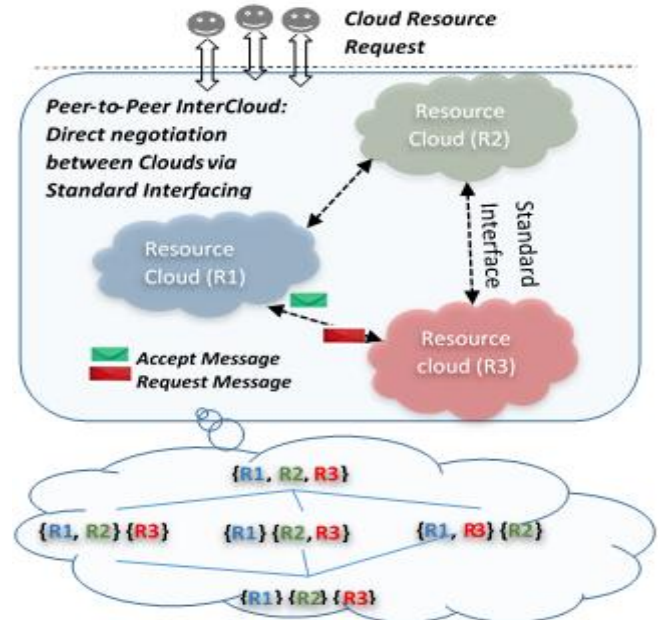 Cloud Resource
Request
Peer-to-Peer InterCloud:
Direct negotiation
between Clouds via
Standard Interfacing
Resource
Cloud (R2)
Resource
Cloud (R1)
Standard
Interface
Resource
cloud (R3)
Accept Message
Request Message
{R1, R2, R3}
{R1, R2} {R3}
{R1} {R2, R3}
{R1, R3} {R2}
{R1} {R2} {R3}